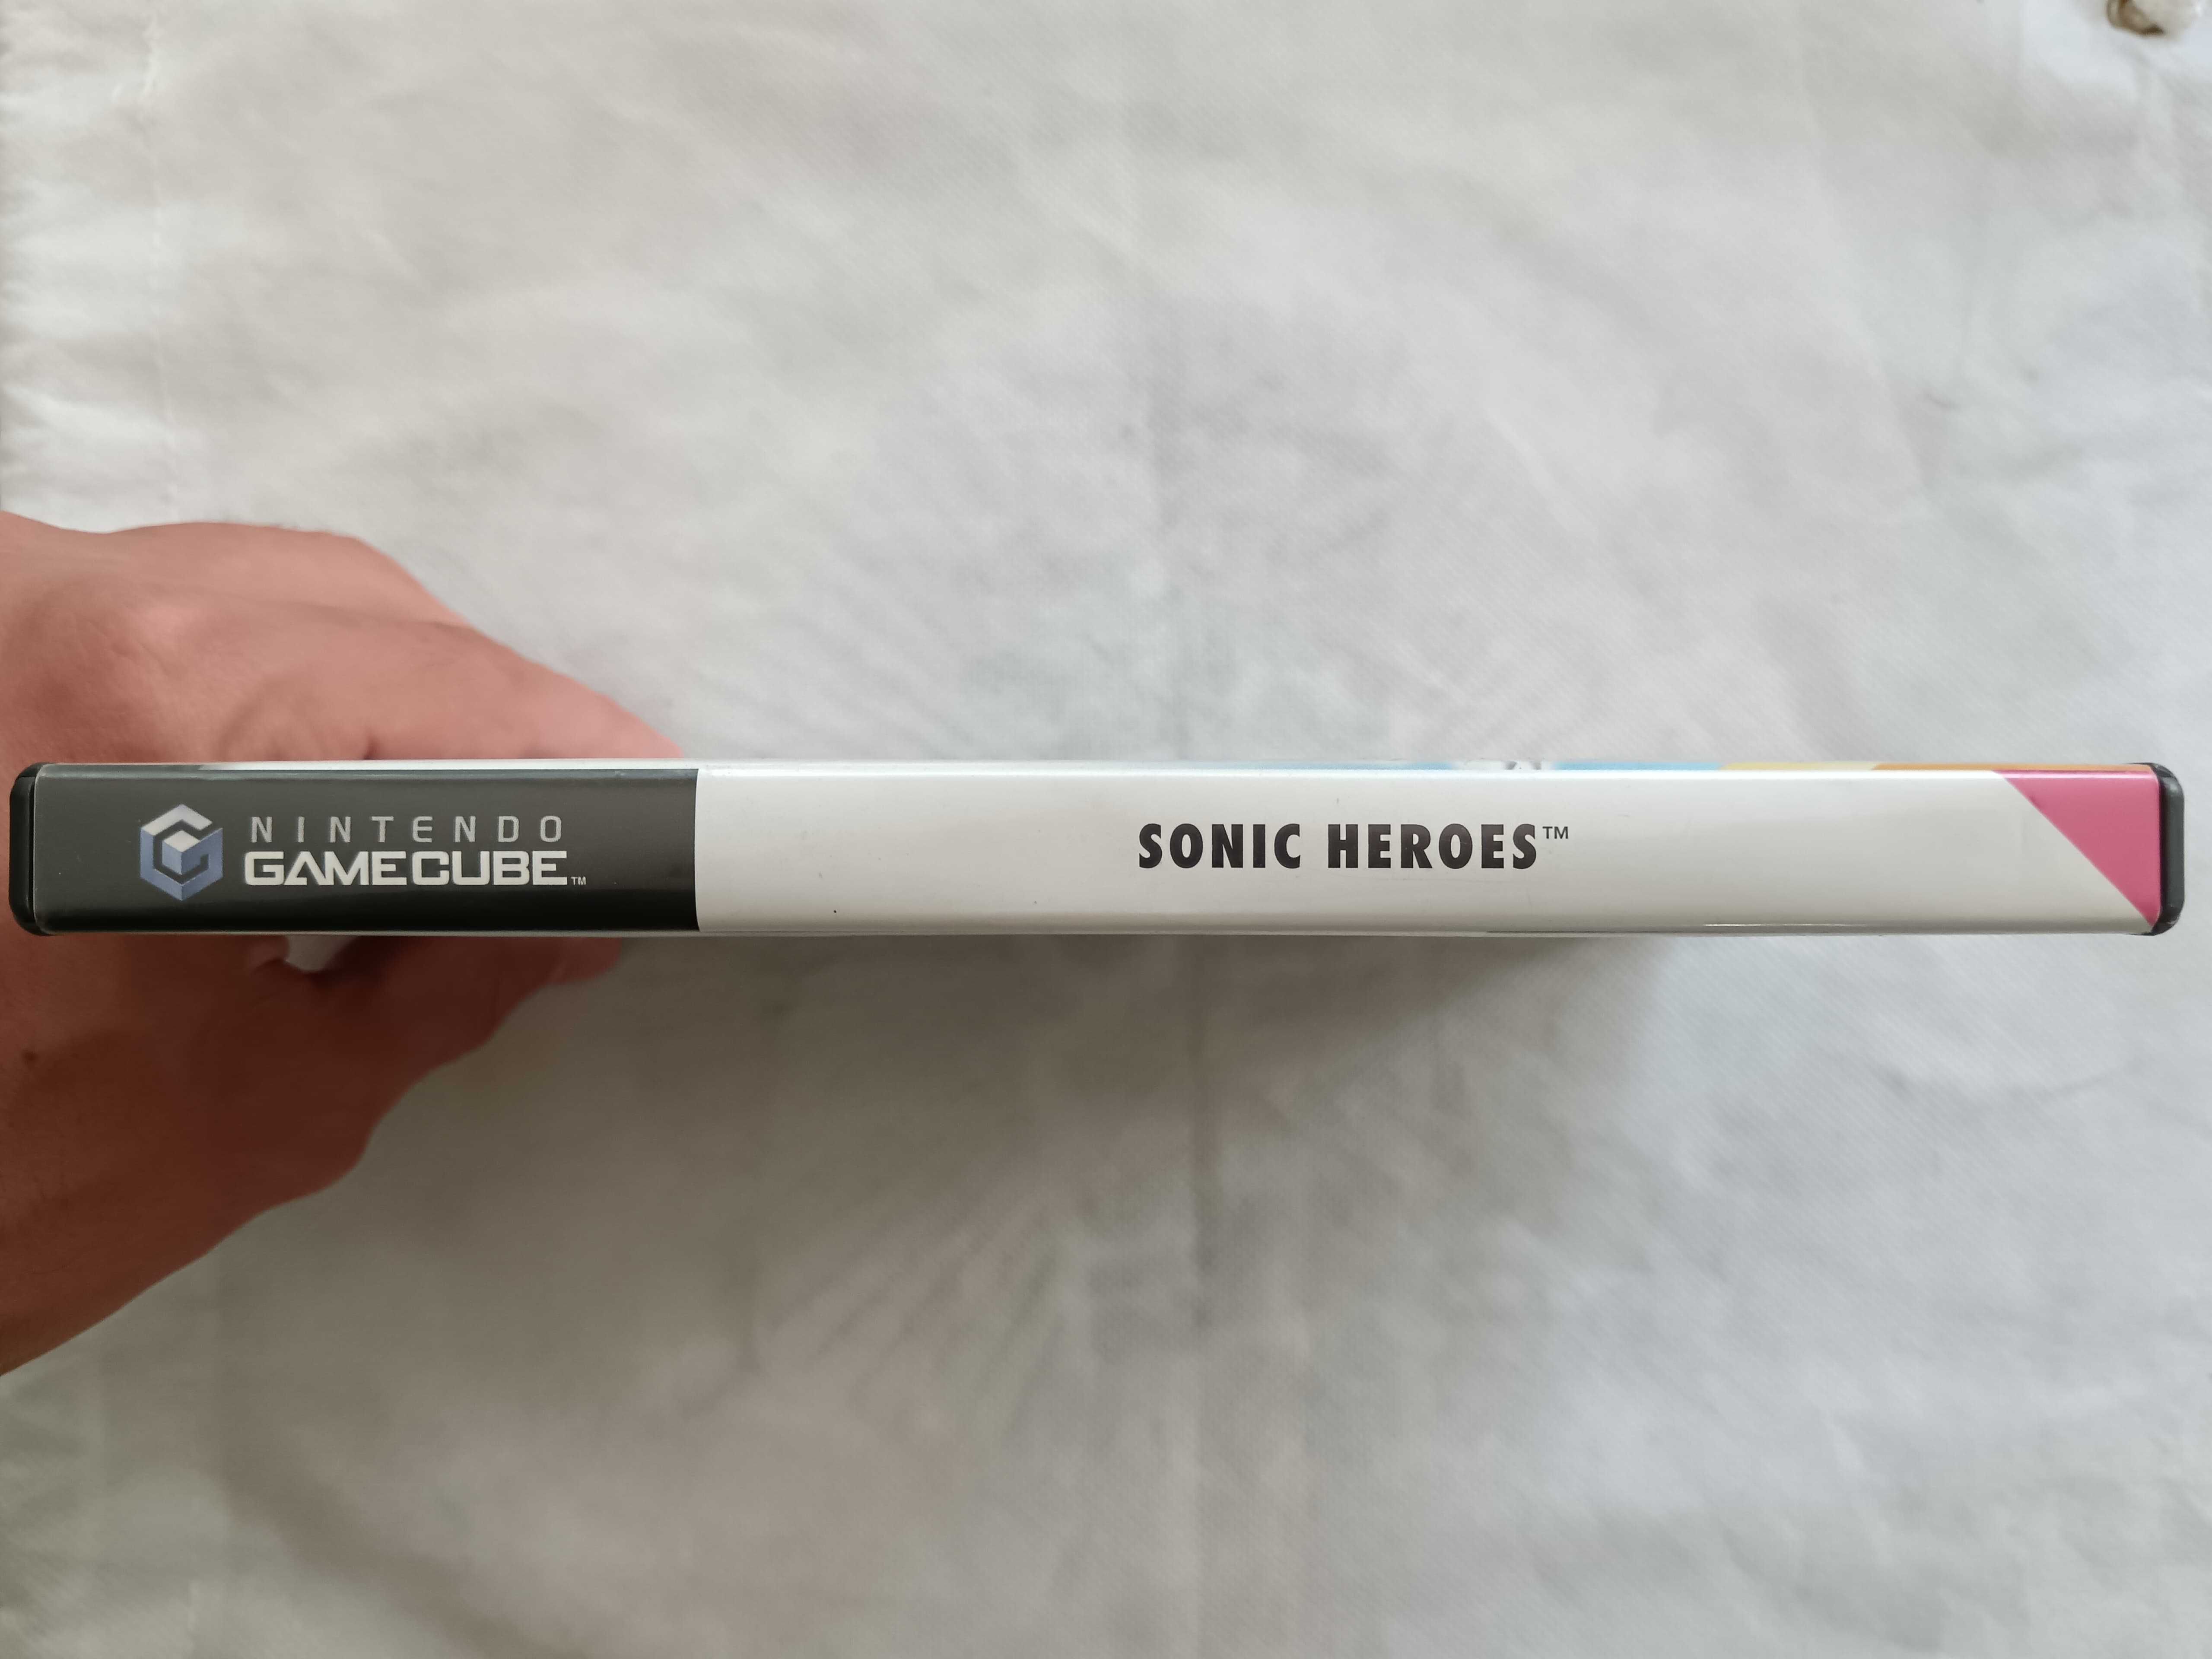 NINTENDO
GAMECUBE™
SONIC HEROES™